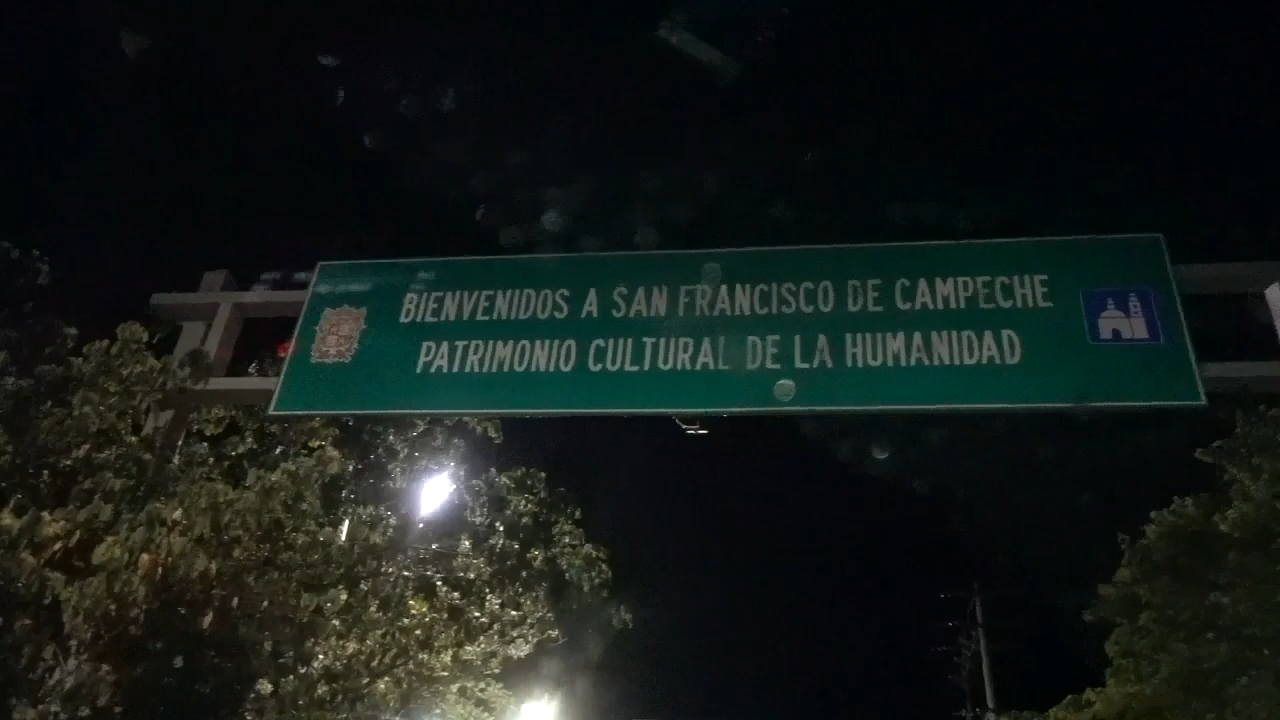 BIENVENIDOS A SAN FRANCISCO DE CAMPECHE
PATRIMONIO CULTURAL DE LA HUMANIDAD